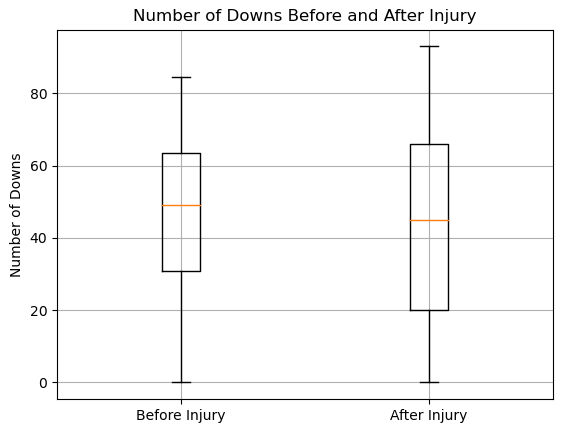 Number of Downs Before and After Injury
Number of Downs
80
60
40
20
0
Before Injury
After Injury